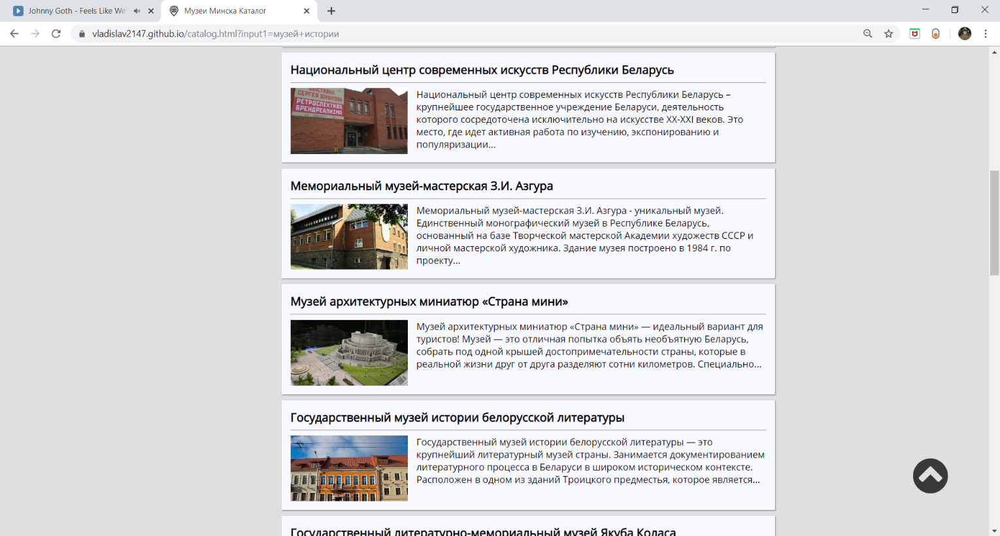 Johnny Goth - Feels Like We
Музеи Минска Каталог
vladislav2147.github.io/catalog.html?input1=музей+истории
Национальный центр современных искусств Республики Беларусь
ВЫСТАВКА
СЕРГЕЯ ШНУРОВА
РЕТРОСПЕКТИВА
БРЕНДРЕАЛИЗМА
Национальный центр современных искусств Республики Беларусь –
крупнейшее государственное учреждение Беларуси, деятельность
которого сосредоточена исключительно на искусстве XX-XXI веков. Это
место, где идет активная работа по изучению, экспонированию и
популяризации...
Мемориальный музей-мастерская З.И. Азгура
Мемориальный музей-мастерская З.И. Азгура - уникальный музей.
Единственный монографический музей в Республике Беларусь,
основанный на базе Творческой мастерской Академии художеств СССР и
личной мастерской художника. Здание музея построено в 1984 г. по
проекту...
Музей архитектурных миниатюр «Страна мини»
Музей архитектурных миниатюр «Страна мини» — идеальный вариант для
туристов! Музей — это отличная попытка объять необъятную Беларусь,
собрать под одной крышей достопримечательности страны, которые в
реальной жизни друг от друга разделяют сотни километров. Специально...
Государственный музей истории белорусской литературы
Государственный музей истории белорусской литературы — это
крупнейший литературный музей страны. Занимается документированием
литературного процесса в Беларуси в широком историческом контексте.
Расположен в одном из зданий Троицкого предместья, которое является...
Государственный литературно-мемориальный музей Якуба Коласа